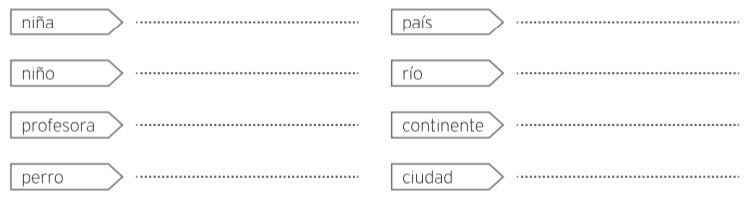 niña
niño
profesora
perro
país
río
continente
ciudad